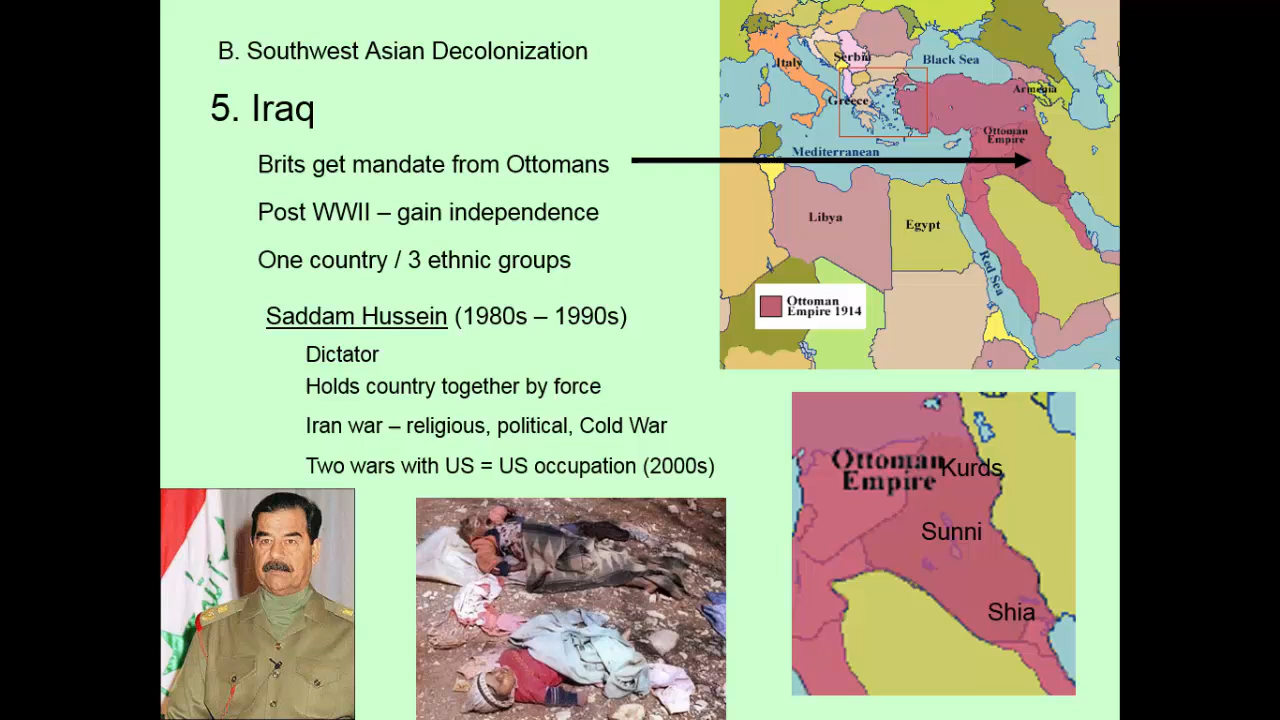 B. Southwest Asian Decolonization
5. Iraq
Brits get mandate from Ottomans
Post WWII – gain independence
One country / 3 ethnic groups
Saddam Hussein (1980s – 1990s)
Dictator
Holds country together by force
Iran war – religious, political, Cold War
Two wars with US = US occupation (2000s)
Italy
Serbia
Black Sea
Greece
Armenia
Ottoman
Empire
Mediterranean
Libya
Egypt
Red Sea
Ottoman
Empire 1914
Ottoman
Empire
Kurds
Sunni
Shia